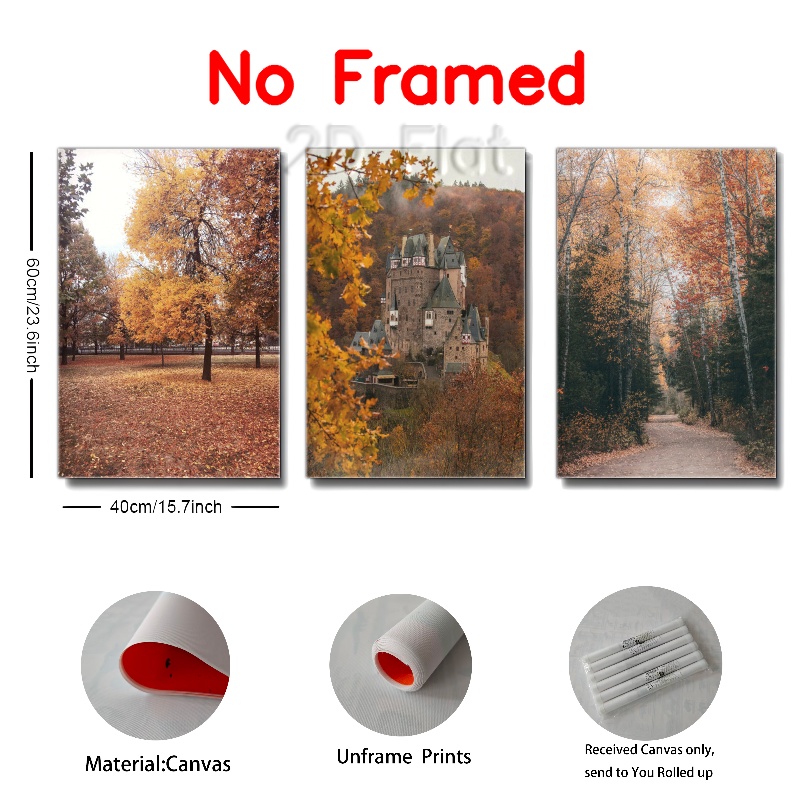 No Framed
2D Flat
60cm/23.6inch
40cm/15.7inch
Material:Canvas
Unframe Prints
Received Canvas only,
send to You Rolled up